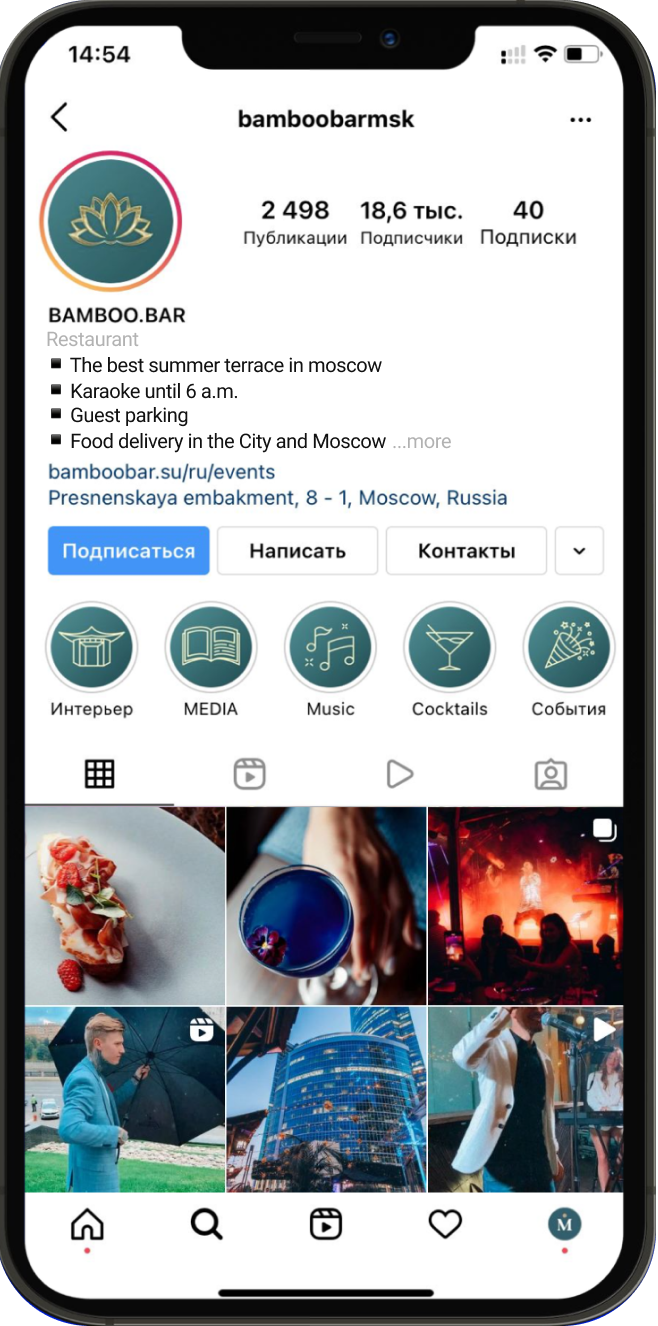 14:54
bamboobarmsk
2 498 18,6 тыс. 40
Публикации Подписчики Подписки
BAMBOO.BAR
Restaurant
The best summer terrace in moscow
Karaoke until 6 a.m.
Guest parking
Food delivery in the City and Moscow ...more
bamboobar.su/ru/events
Presnenskaya embakment, 8 - 1, Moscow, Russia
Подписаться Написать Контакты
Интерьер MEDIA Music Cocktails События
M